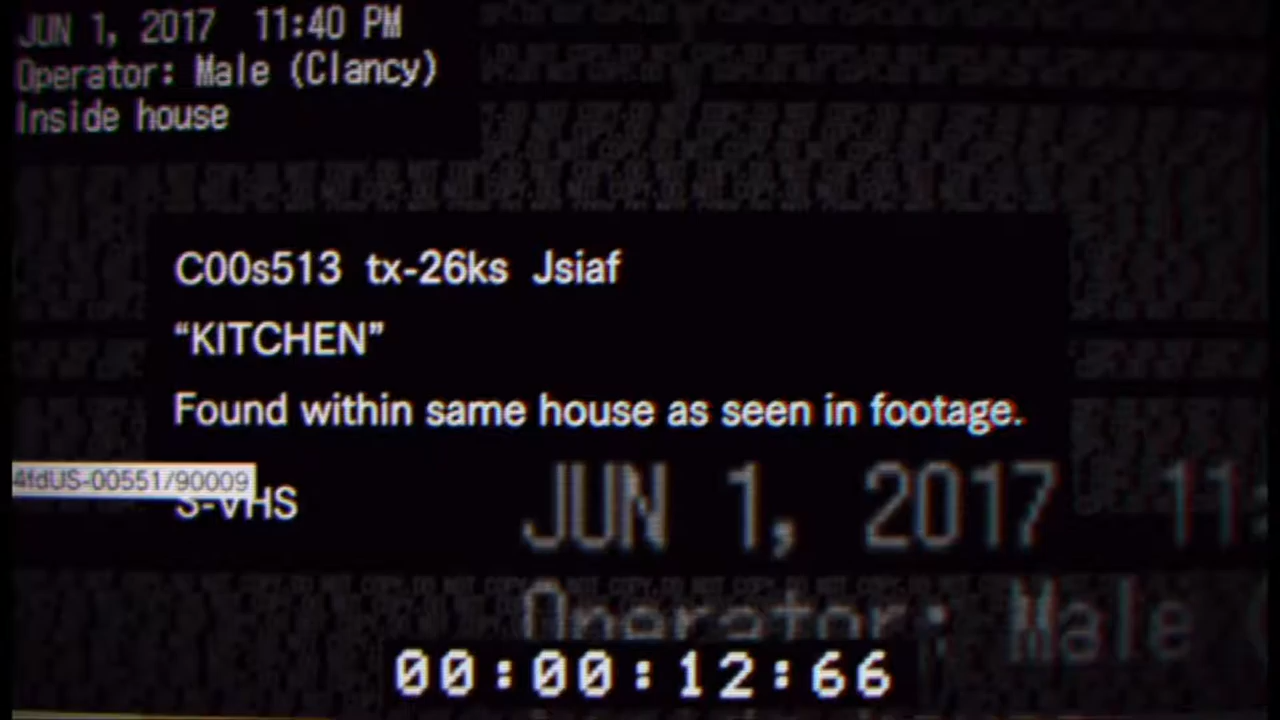 JUN 1, 2017 11:40 PM
Operator: Male (Clancy)
Inside house
C00s513 tx-26ks Jsiaf
“KITCHEN”
Found within same house as seen in footage.
4fdUS-00551/90009
S-VHS
JUN 1, 2017 11:
Operator: Male (
00:00:12:66